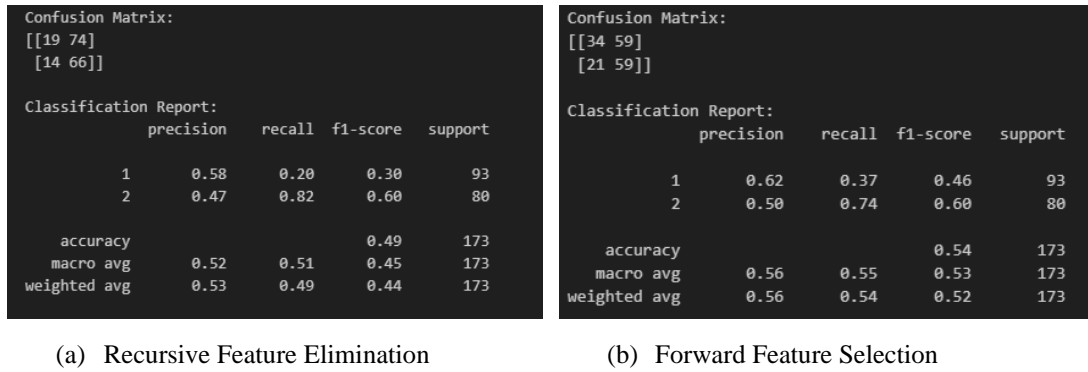 Confusion Matrix:
[[19 74]
[14 66]]
Classification Report:
precision recall f1-score support
1 0.58 0.20 0.30 93
2 0.47 0.82 0.60 80
accuracy 0.49 173
macro avg 0.52 0.51 0.45 173
weighted avg 0.53 0.49 0.44 173
(a) Recursive Feature Elimination
Confusion Matrix:
[[34 59]
[21 59]]
Classification Report:
precision recall f1-score support
1 0.62 0.37 0.46 93
2 0.50 0.74 0.60 80
accuracy 0.54 173
macro avg 0.56 0.55 0.53 173
weighted avg 0.56 0.54 0.52 173
(b) Forward Feature Selection